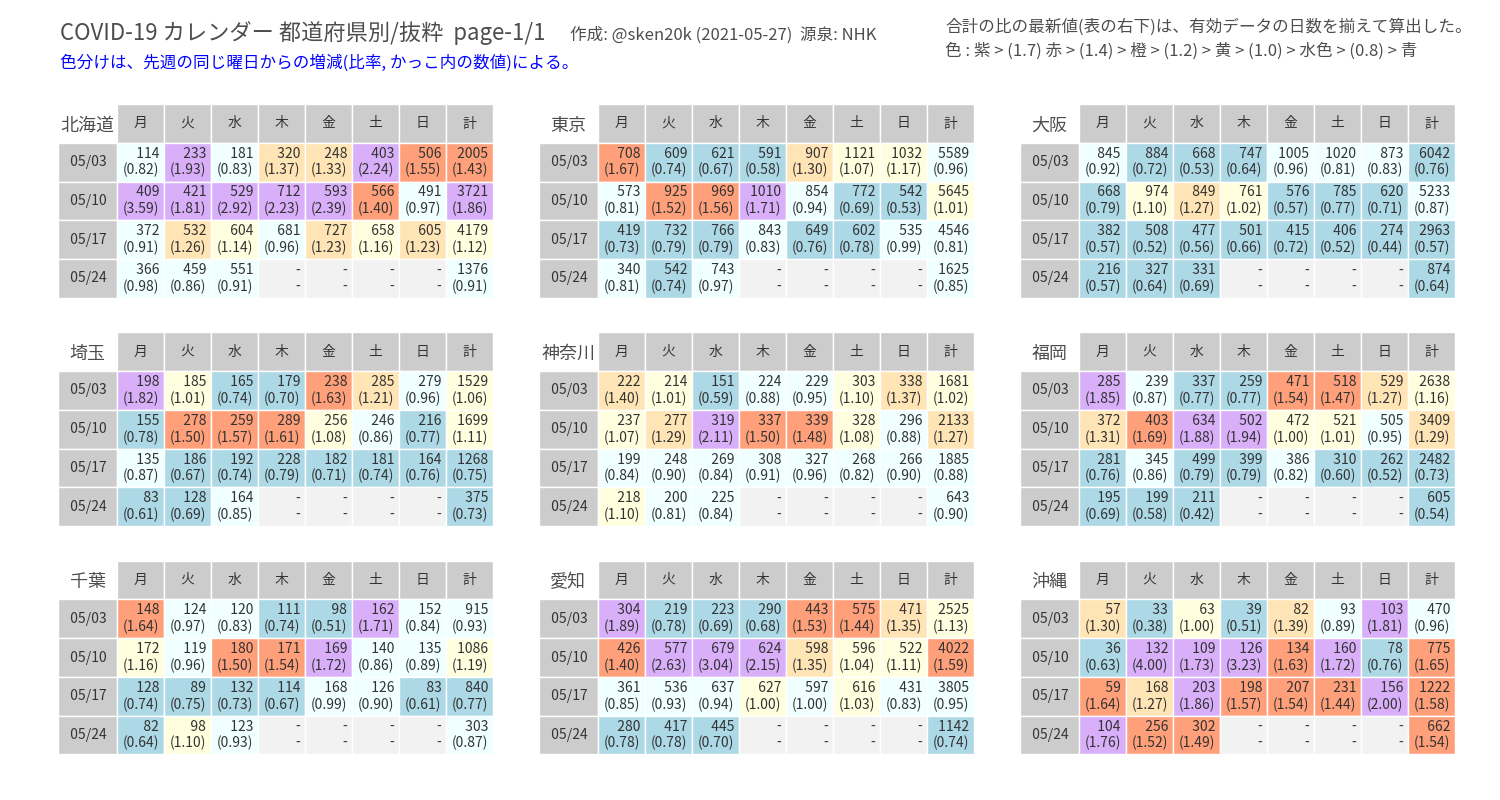 COVID-19 カレンダー 都道府県別/抜粋 page-1/1 作成: @sken20k (2021-05-27) 源泉: NHK
合計の比の最新値(表の右下)は、有効データの日数を揃えて算出した。
色分けは、先週の同じ曜日からの増減(比率, かっこ内の数値)による。
色 : 紫 > (1.7) 赤 > (1.4) > 橙 > (1.2) > 黄 > (1.0) > 水色 > (0.8) > 青
北海道 月 火 水 木 金 土 日 計
05/03 114 233 181 320 248 403 506 2005
(0.82) (1.93) (0.83) (1.37) (1.33) (2.24) (1.55) (1.43)
05/10 409 421 529 712 593 566 491 3721
(3.59) (1.81) (2.92) (2.23) (2.39) (1.40) (0.97) (1.86)
05/17 372 532 604 681 727 658 605 4179
(0.91) (1.26) (1.14) (0.96) (1.23) (1.16) (1.23) (1.12)
05/24 366 459 551 - - - - 1376
(0.98) (0.86) (0.91) - - - - (0.91)
東京 月 火 水 木 金 土 日 計
05/03 708 609 621 591 907 1121 1032 5589
(1.67) (0.74) (0.67) (0.58) (1.30) (1.07) (1.17) (0.96)
05/10 573 925 969 1010 854 772 542 5645
(0.81) (1.52) (1.56) (1.71) (0.94) (0.69) (0.53) (1.01)
05/17 419 732 766 843 649 602 535 4546
(0.73) (0.79) (0.79) (0.83) (0.76) (0.78) (0.99) (0.81)
05/24 340 542 743 - - - - 1625
(0.81) (0.74) (0.97) - - - - (0.85)
大阪 月 火 水 木 金 土 日 計
05/03 845 884 668 747 1005 1020 873 6042
(0.92) (0.72) (0.53) (0.64) (0.96) (0.81) (0.83) (0.76)
05/10 668 974 849 761 576 785 620 5233
(0.79) (1.10) (1.27) (1.02) (0.57) (0.77) (0.71) (0.87)
05/17 382 508 477 501 415 406 274 2963
(0.57) (0.52) (0.56) (0.66) (0.72) (0.52) (0.44) (0.57)
05/24 216 327 331 - - - - 874
(0.57) (0.64) (0.69) - - - - (0.64)
埼玉 月 火 水 木 金 土 日 計
05/03 198 185 165 179 238 285 279 1529
(1.82) (1.01) (0.74) (0.70) (1.63) (1.21) (0.96) (1.06)
05/10 155 278 259 289 256 246 216 1699
(0.78) (1.50) (1.57) (1.61) (1.08) (0.86) (0.77) (1.11)
05/17 135 186 192 228 182 181 164 1268
(0.87) (0.67) (0.74) (0.79) (0.71) (0.74) (0.76) (0.75)
05/24 83 128 164 - - - - 375
(0.61) (0.69) (0.85) - - - - (0.73)
神奈川 月 火 水 木 金 土 日 計
05/03 222 214 151 224 229 303 338 1681
(1.40) (1.01) (0.59) (0.88) (0.95) (1.10) (1.37) (1.02)
05/10 237 277 319 337 339 328 296 2133
(1.07) (1.29) (2.11) (1.50) (1.48) (1.08) (0.88) (1.27)
05/17 199 248 269 308 327 268 266 1885
(0.84) (0.90) (0.84) (0.91) (0.96) (0.82) (0.90) (0.88)
05/24 218 200 225 - - - - 643
(1.10) (0.81) (0.84) - - - - (0.90)
福岡 月 火 水 木 金 土 日 計
05/03 285 239 337 259 471 518 529 2638
(1.85) (0.87) (0.77) (0.77) (1.54) (1.47) (1.27) (1.16)
05/10 372 403 634 502 472 521 505 3409
(1.31) (1.69) (1.88) (1.94) (1.00) (1.01) (0.95) (1.29)
05/17 281 345 499 399 386 310 262 2482
(0.76) (0.86) (0.79) (0.79) (0.82) (0.60) (0.52) (0.73)
05/24 195 199 211 - - - - 605
(0.69) (0.58) (0.42) - - - - (0.54)
千葉 月 火 水 木 金 土 日 計
05/03 148 124 120 111 98 162 152 915
(1.64) (0.97) (0.83) (0.74) (0.51) (1.71) (0.84) (0.93)
05/10 172 119 180 171 169 140 135 1086
(1.16) (0.96) (1.50) (1.54) (1.72) (0.86) (0.89) (1.19)
05/17 128 89 132 114 168 126 83 840
(0.74) (0.75) (0.73) (0.67) (0.99) (0.90) (0.61) (0.77)
05/24 82 98 123 - - - - 303
(0.64) (1.10) (0.93) - - - - (0.87)
愛知 月 火 水 木 金 土 日 計
05/03 304 219 223 290 443 575 471 2525
(1.89) (0.78) (0.69) (0.68) (1.53) (1.44) (1.35) (1.13)
05/10 426 577 679 624 598 596 522 4022
(1.40) (2.63) (3.04) (2.15) (1.35) (1.04) (1.11) (1.59)
05/17 361 536 637 627 597 616 431 3805
(0.85) (0.93) (0.94) (1.00) (1.00) (1.03) (0.83) (0.95)
05/24 280 417 445 - - - - 1142
(0.78) (0.78) (0.70) - - - - (0.74)
沖縄 月 火 水 木 金 土 日 計
05/03 57 33 63 39 82 93 103 470
(1.30) (0.38) (1.00) (0.51) (1.39) (0.89) (1.81) (0.96)
05/10 36 132 109 126 134 160 78 775
(0.63) (4.00) (1.73) (3.23) (1.63) (1.72) (0.76) (1.65)
05/17 59 168 203 198 207 231 156 1222
(1.64) (1.27) (1.86) (1.57) (1.54) (1.44) (2.00) (1.58)
05/24 104 256 302 - - - - 662
(1.76) (1.52) (1.49) - - - - (1.54)